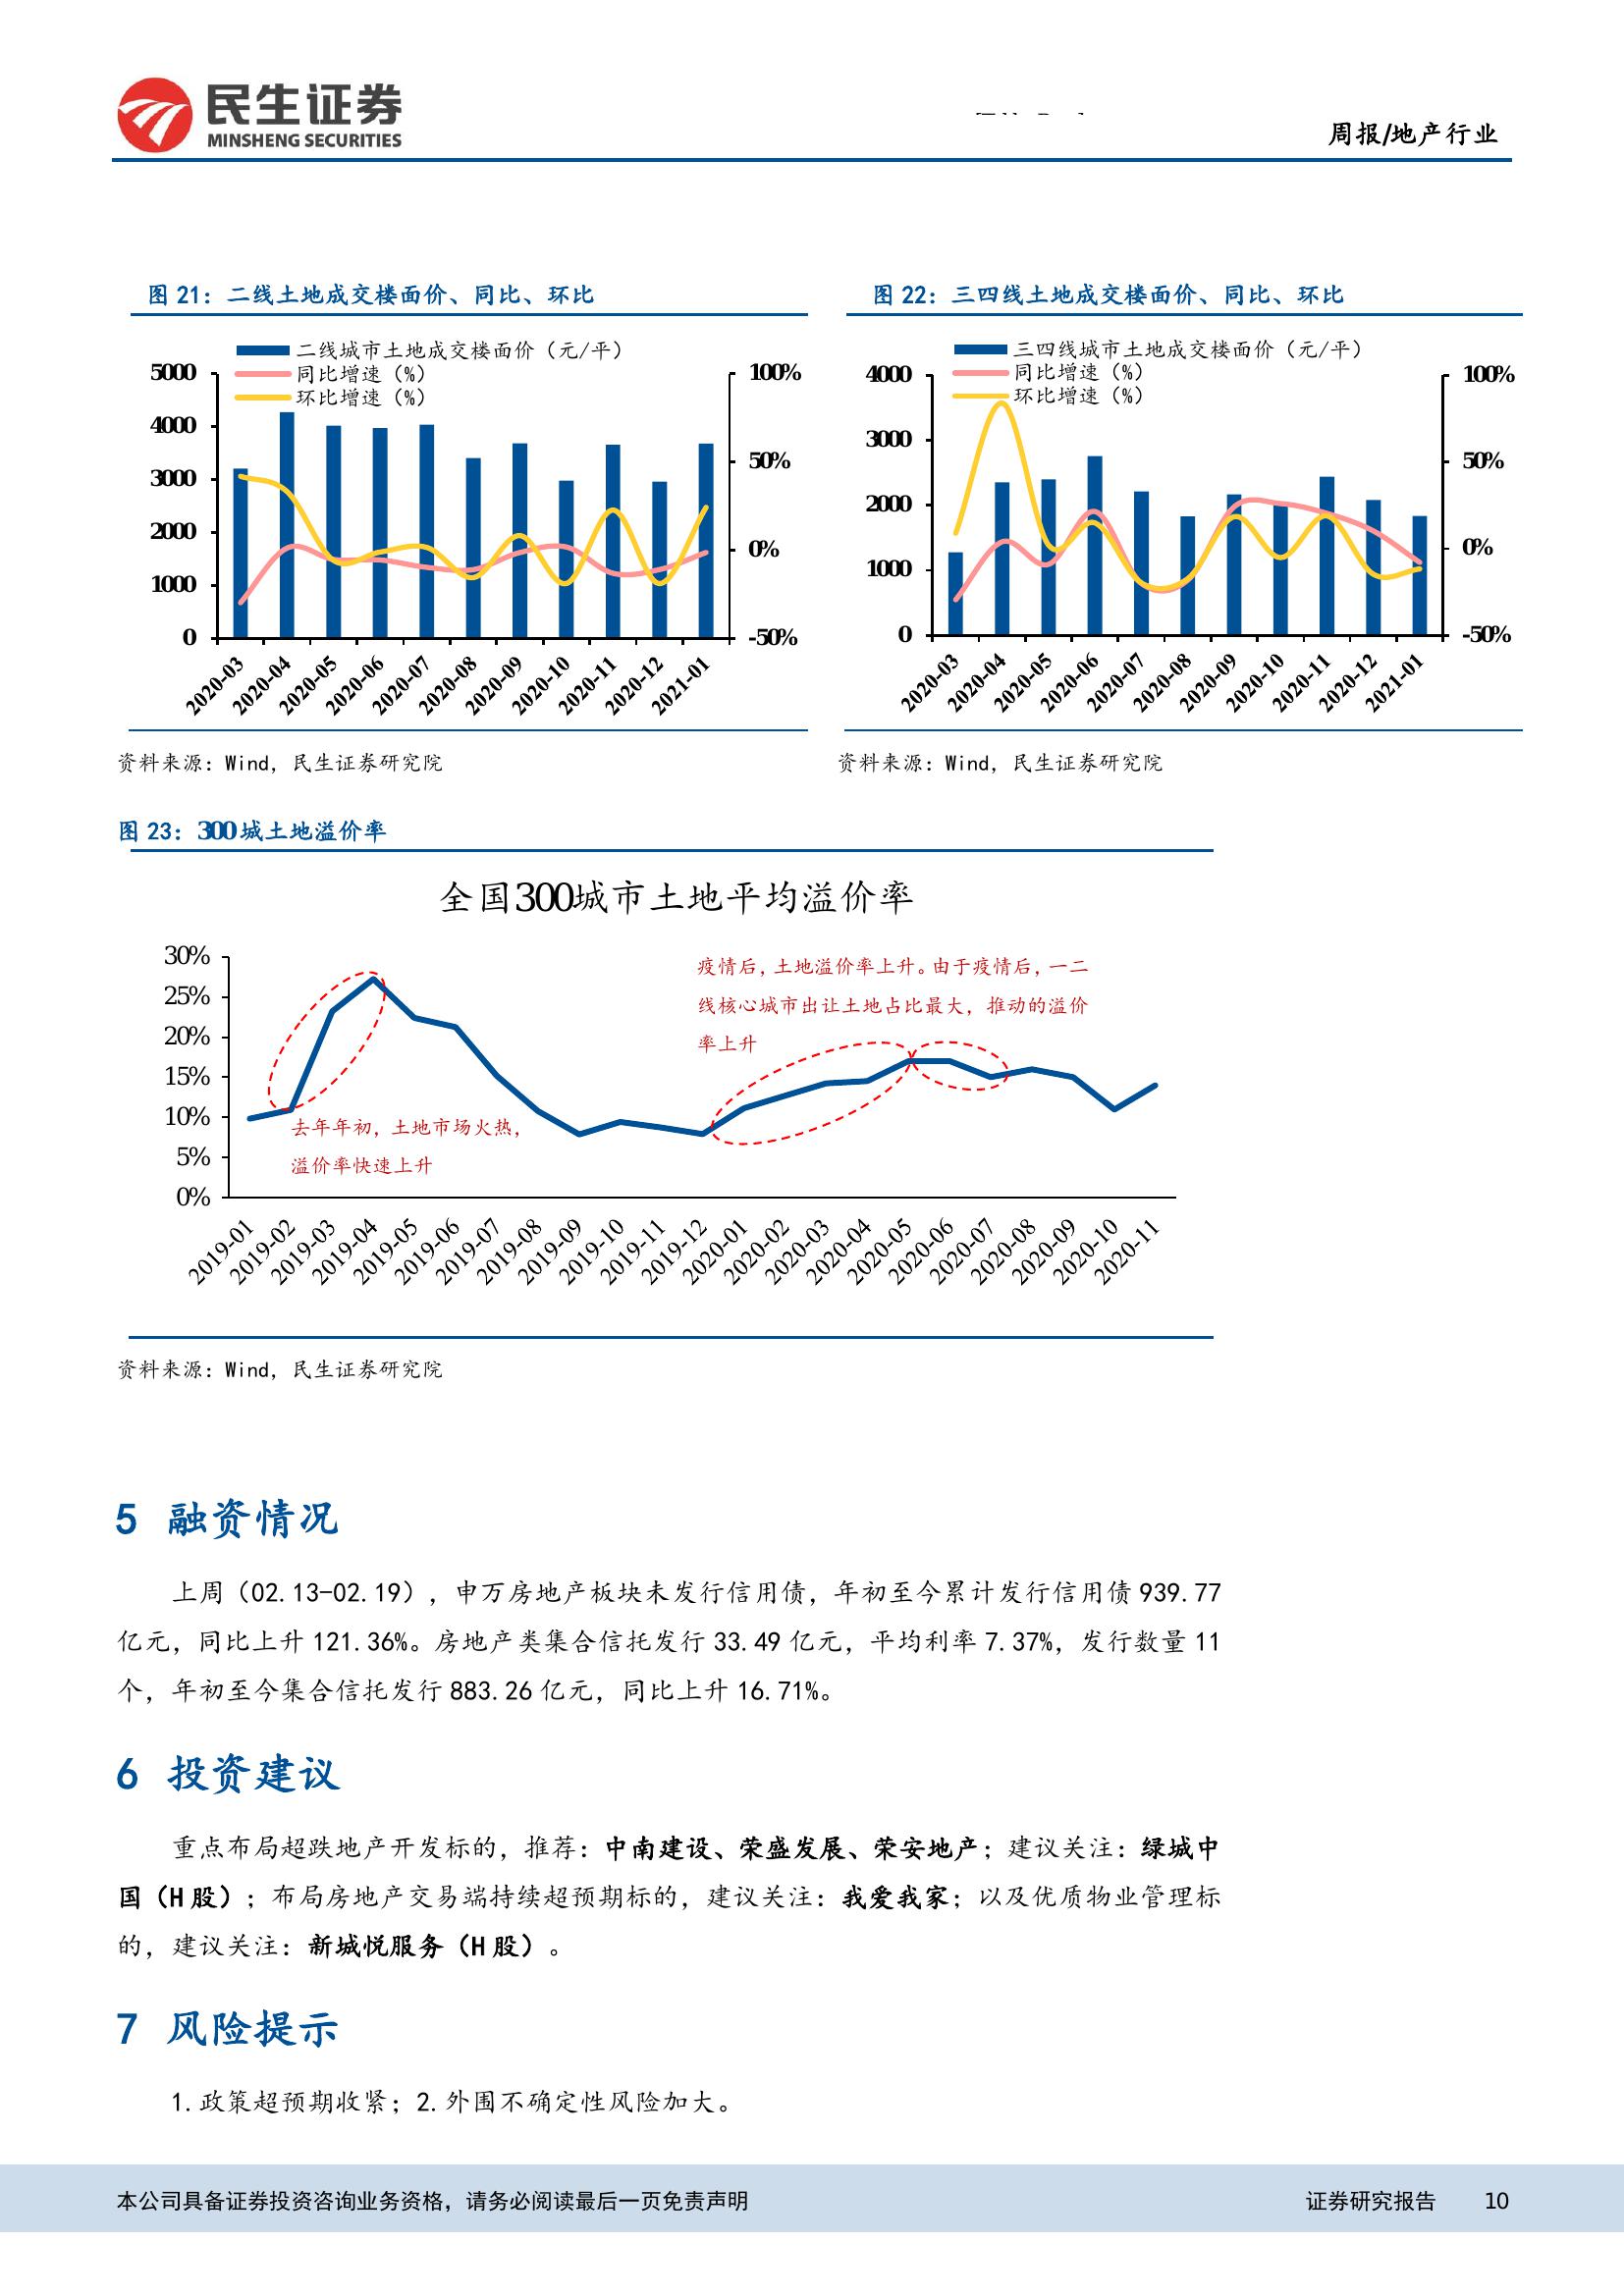 民生证券
MINSHENG SECURITIES
周报/地产行业
图 21：二线土地成交楼面价、同比、环比
二线城市土地成交楼面价（元/平）
同比增速（%）
环比增速（%）
5000
4000
3000
2000
1000
0
100%
50%
0%
-50%
2020-03
2020-04
2020-05
2020-06
2020-07
2020-08
2020-09
2020-10
2020-11
2020-12
2021-01
资料来源：Wind，民生证券研究院
图 22：三四线土地成交楼面价、同比、环比
三四线城市土地成交楼面价（元/平）
同比增速（%）
环比增速（%）
4000
3000
2000
1000
0
100%
50%
0%
-50%
2020-03
2020-04
2020-05
2020-06
2020-07
2020-08
2020-09
2020-10
2020-11
2020-12
2021-01
资料来源：Wind，民生证券研究院
图 23：300 城土地溢价率
全国300城市土地平均溢价率
30%
25%
20%
15%
10%
5%
0%
疫情后，土地溢价率上升。由于疫情后，一二
线核心城市出让土地占比最大，推动的溢价
率上升
去年年初，土地市场火热，
溢价率快速上升
2019-01
2019-02
2019-03
2019-04
2019-05
2019-06
2019-07
2019-08
2019-09
2019-10
2019-11
2019-12
2020-01
2020-02
2020-03
2020-04
2020-05
2020-06
2020-07
2020-08
2020-09
2020-10
2020-11
资料来源：Wind，民生证券研究院
5 融资情况
上周（02.13-02.19），申万房地产板块未发行信用债，年初至今累计发行信用债 939.77
亿元，同比上升 121.36%。房地产类集合信托发行 33.49 亿元，平均利率 7.37%，发行数量 11
个，年初至今集合信托发行 883.26 亿元，同比上升 16.71%。
6 投资建议
重点布局超跌地产开发标的，推荐：中南建设、荣盛发展、荣安地产；建议关注：绿城中
国（H 股）；布局房地产交易端持续超预期标的，建议关注：我爱我家；以及优质物业管理标
的，建议关注：新城悦服务（H 股）。
7 风险提示
1.政策超预期收紧；2.外围不确定性风险加大。
本公司具备证券投资咨询业务资格，请务必阅读最后一页免责声明
证券研究报告 10